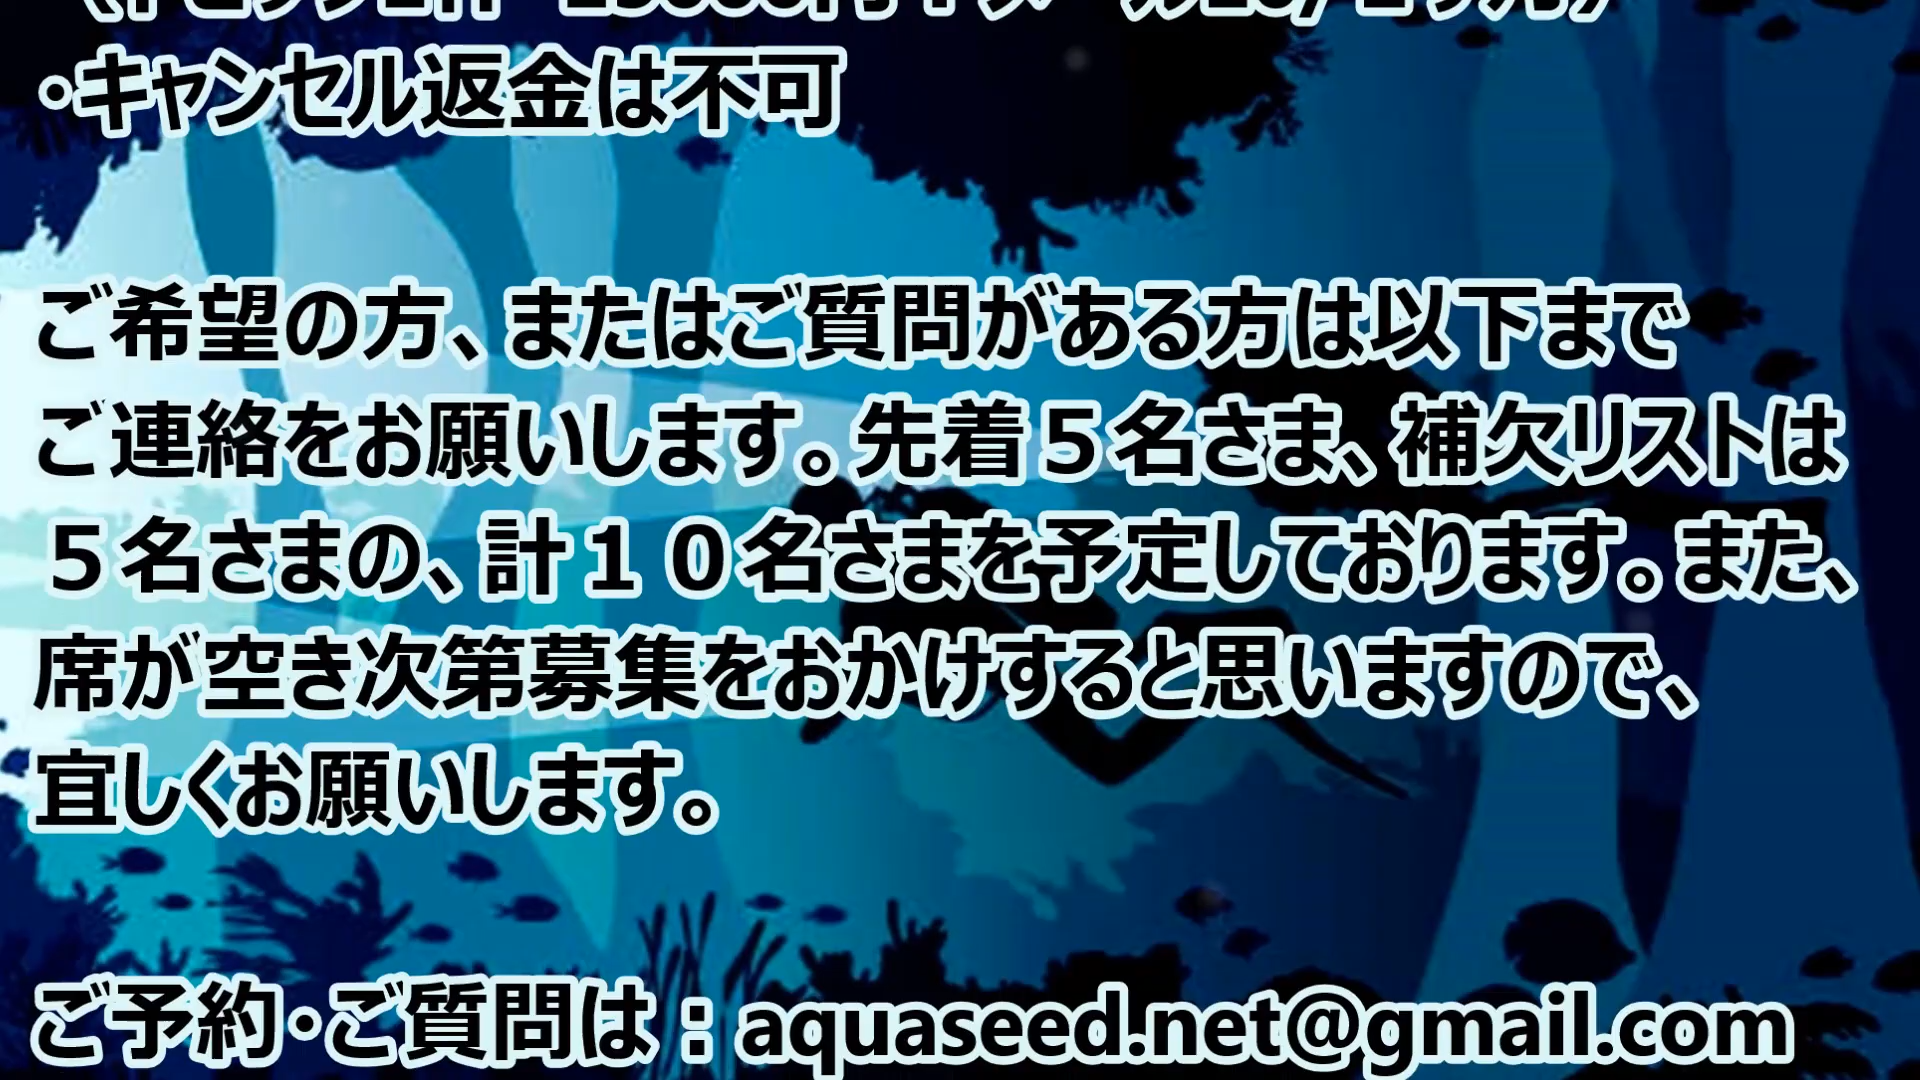 ・キャンセル返金は不可
ご希望の方、またはご質問がある方は以下まで
ご連絡をお願いします。先着５名さま、補欠リストは
５名さまの、計１０名さまを予定しております。また、
席が空き次第募集をおかけすると思いますので、
宜しくお願いします。
ご予約・ご質問は：aquaseed.net@gmail.com